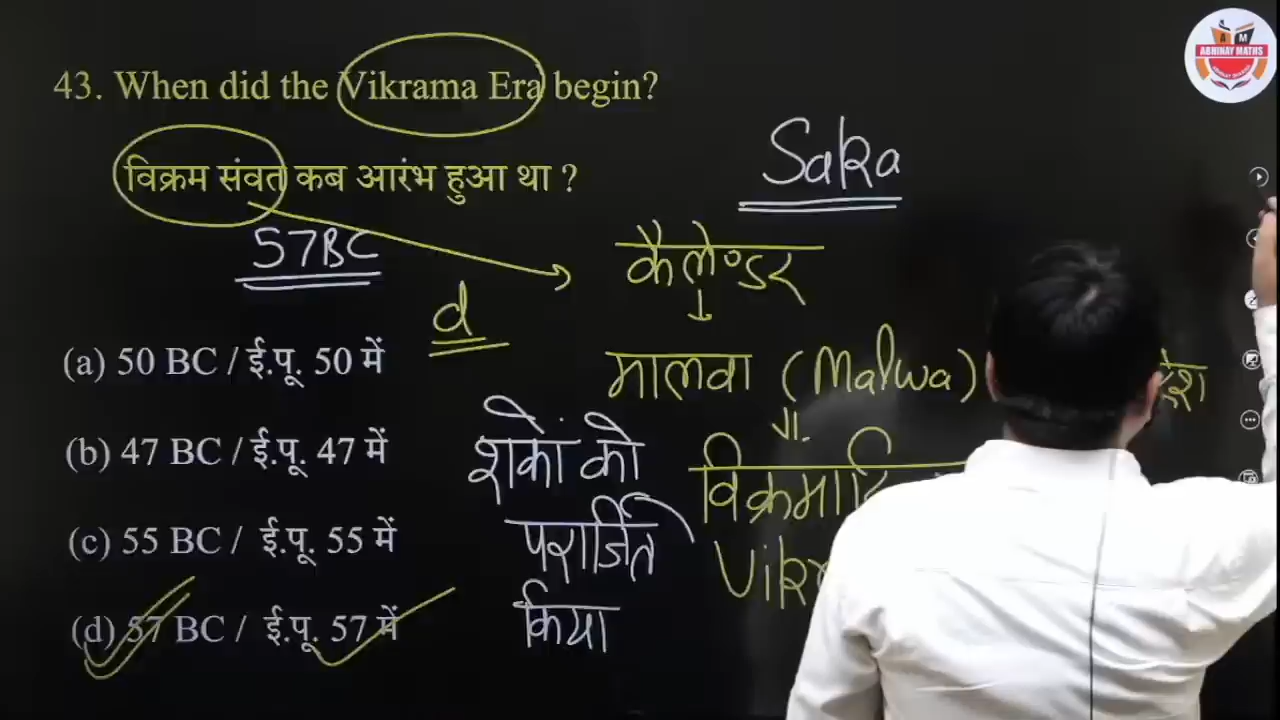 ABHINAY MATHS
43. When did the Vikrama Era begin?
Saka
विक्रम संवत कब आरंभ हुआ था ?
57BC
कैलेण्डर
d
(a) 50 BC / ई.पू. 50 में
मालवा (Malwa)
शकों को
(b) 47 BC / ई.पू. 47 में
पराजित
(c) 55 BC / ई.पू. 55 में
किया
(d) 57 BC / ई.पू. 57 में